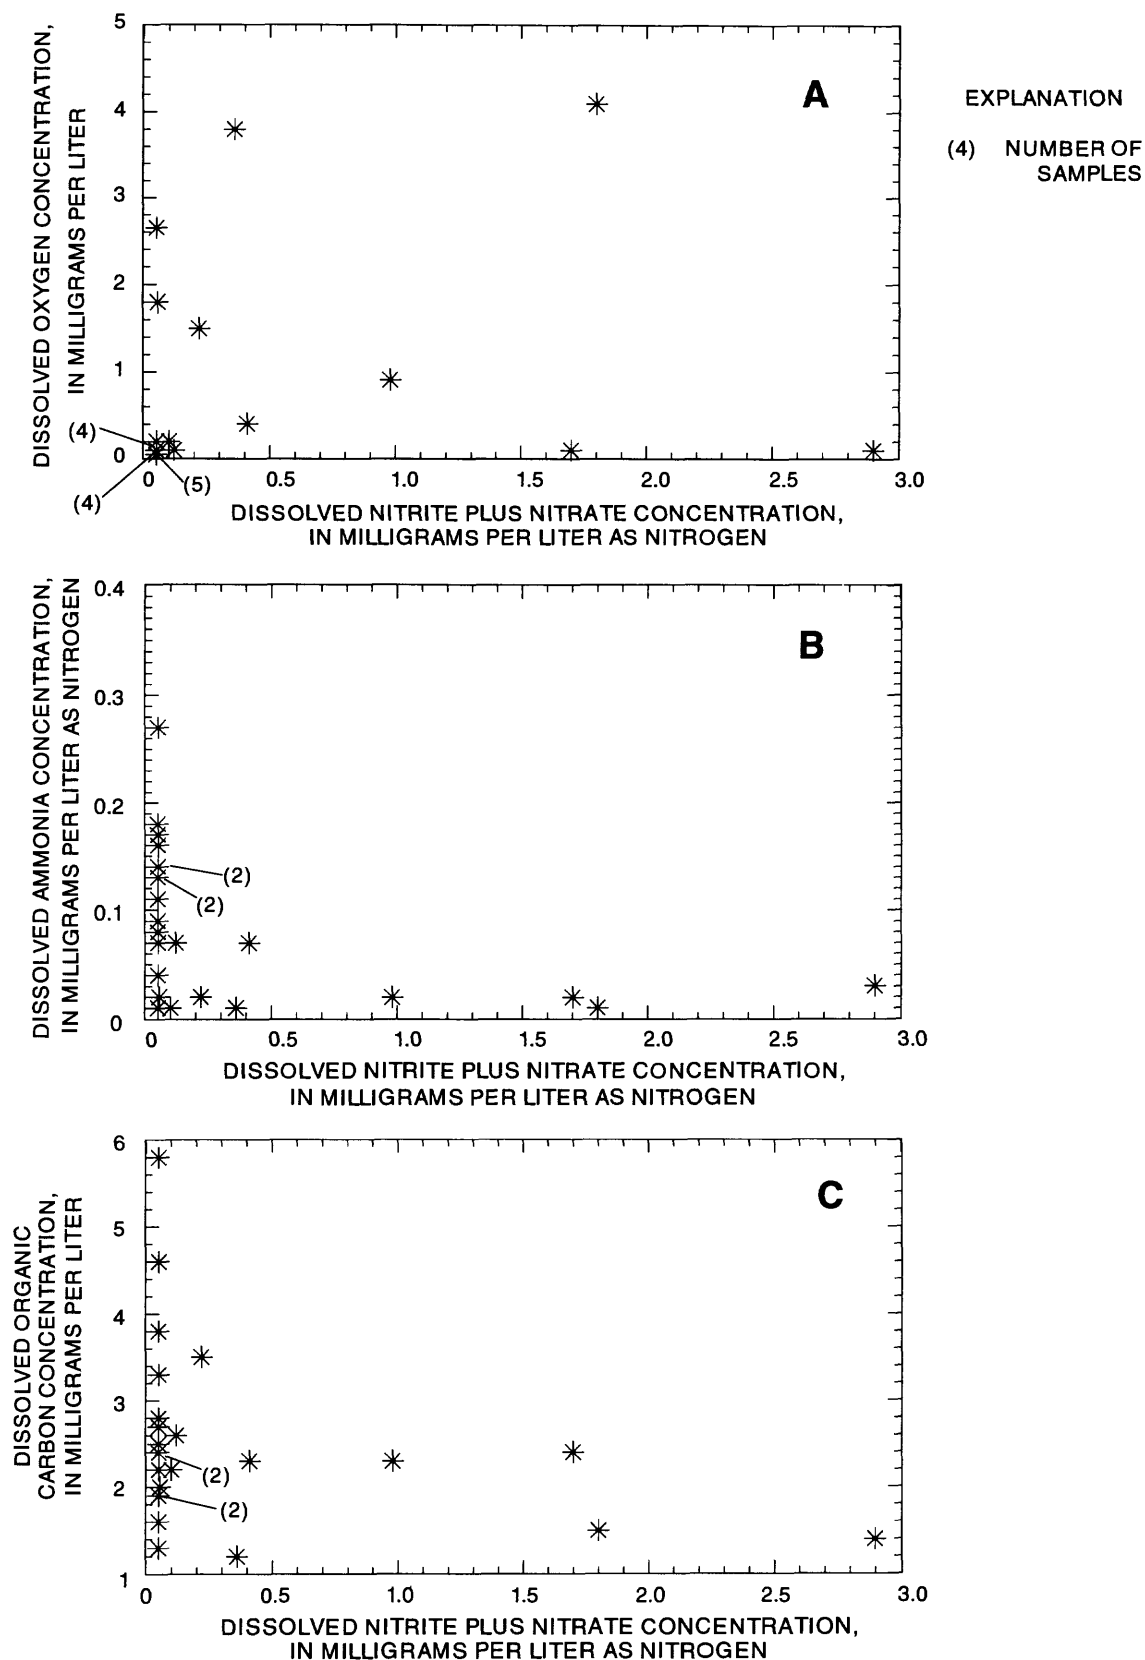 DISSOLVED OXYGEN CONCENTRATION,
IN MILLIGRAMS PER LITER
5
4
3
2
1
0
A
EXPLANATION
(4) NUMBER OF
SAMPLES
(4)
(4)
(5)
0 0.5 1.0 1.5 2.0 2.5 3.0
DISSOLVED NITRITE PLUS NITRATE CONCENTRATION,
IN MILLIGRAMS PER LITER AS NITROGEN
DISSOLVED AMMONIA CONCENTRATION,
IN MILLIGRAMS PER LITER AS NITROGEN
0.4
0.3
0.2
0.1
0
B
(2)
(2)
0 0.5 1.0 1.5 2.0 2.5 3.0
DISSOLVED NITRITE PLUS NITRATE CONCENTRATION,
IN MILLIGRAMS PER LITER AS NITROGEN
DISSOLVED ORGANIC
CARBON CONCENTRATION,
IN MILLIGRAMS PER LITER
6
5
4
3
2
1
C
(2)
(2)
0 0.5 1.0 1.5 2.0 2.5 3.0
DISSOLVED NITRITE PLUS NITRATE CONCENTRATION,
IN MILLIGRAMS PER LITER AS NITROGEN